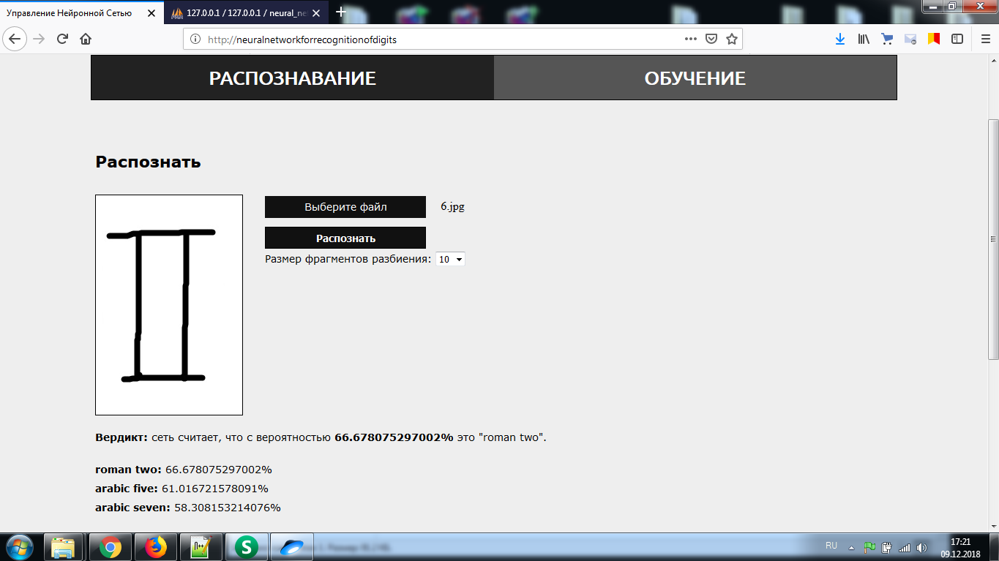 Управление Нейронной Сетью
127.0.0.1 / 127.0.0.1 / neural_ne
http://neuralnetworkforrecognitionofdigits
РАСПОЗНАВАНИЕ ОБУЧЕНИЕ
Распознать
Выберите файл 6.jpg
Распознать
Размер фрагментов разбиения: 10
Вердикт: сеть считает, что с вероятностью 66.678075297002% это "roman two".
roman two: 66.678075297002%
arabic five: 61.016721578091%
arabic seven: 58.308153214076%
RU 17:21
09.12.2018